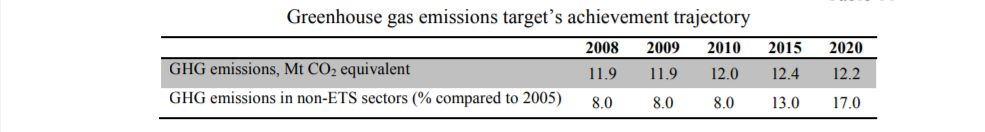 Greenhouse gas emissions target's achievement trajectory
2008 2009 2010 2015 2020
GHG emissions, Mt CO₂ equivalent 11.9 11.9 12.0 12.4 12.2
GHG emissions in non-ETS sectors (% compared to 2005) 8.0 8.0 8.0 13.0 17.0